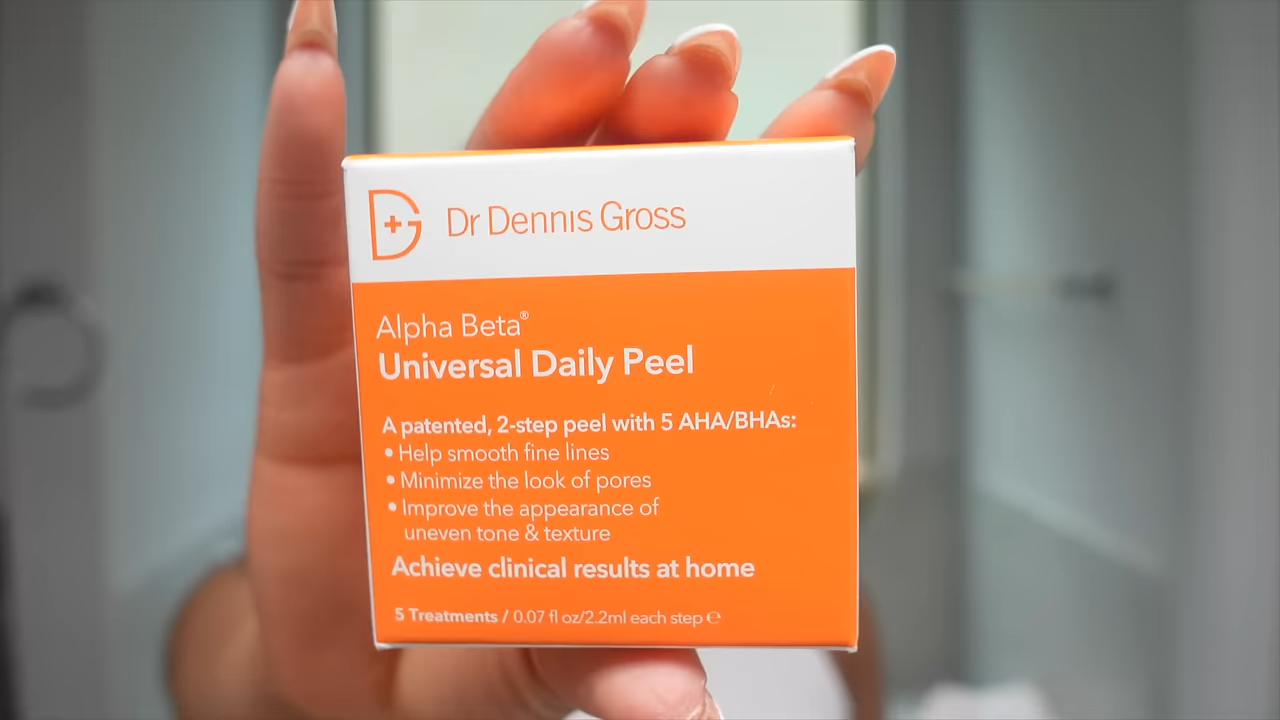 D+G
Dr Dennis Gross
Alpha Beta®
Universal Daily Peel
A patented, 2-step peel with 5 AHA/BHAs:
• Help smooth fine lines
• Minimize the look of pores
• Improve the appearance of
uneven tone & texture
Achieve clinical results at home
5 Treatments / 0.07 fl oz/2.2ml each step ℮